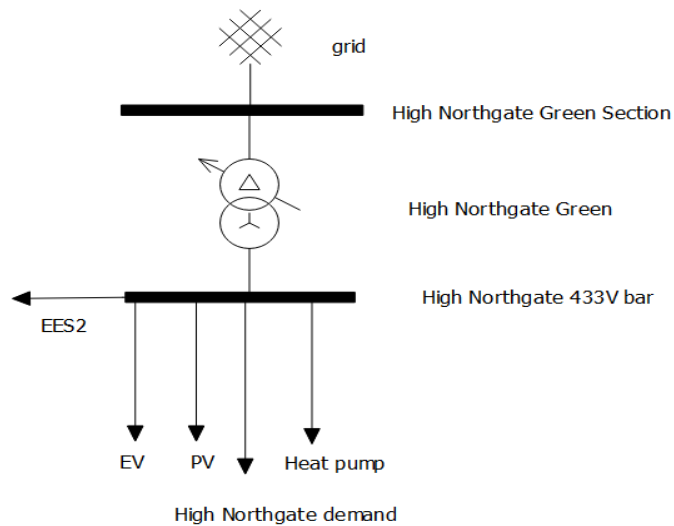 grid
High Northgate Green Section
High Northgate Green
High Northgate 433V bar
EES2
EV
PV
Heat pump
High Northgate demand